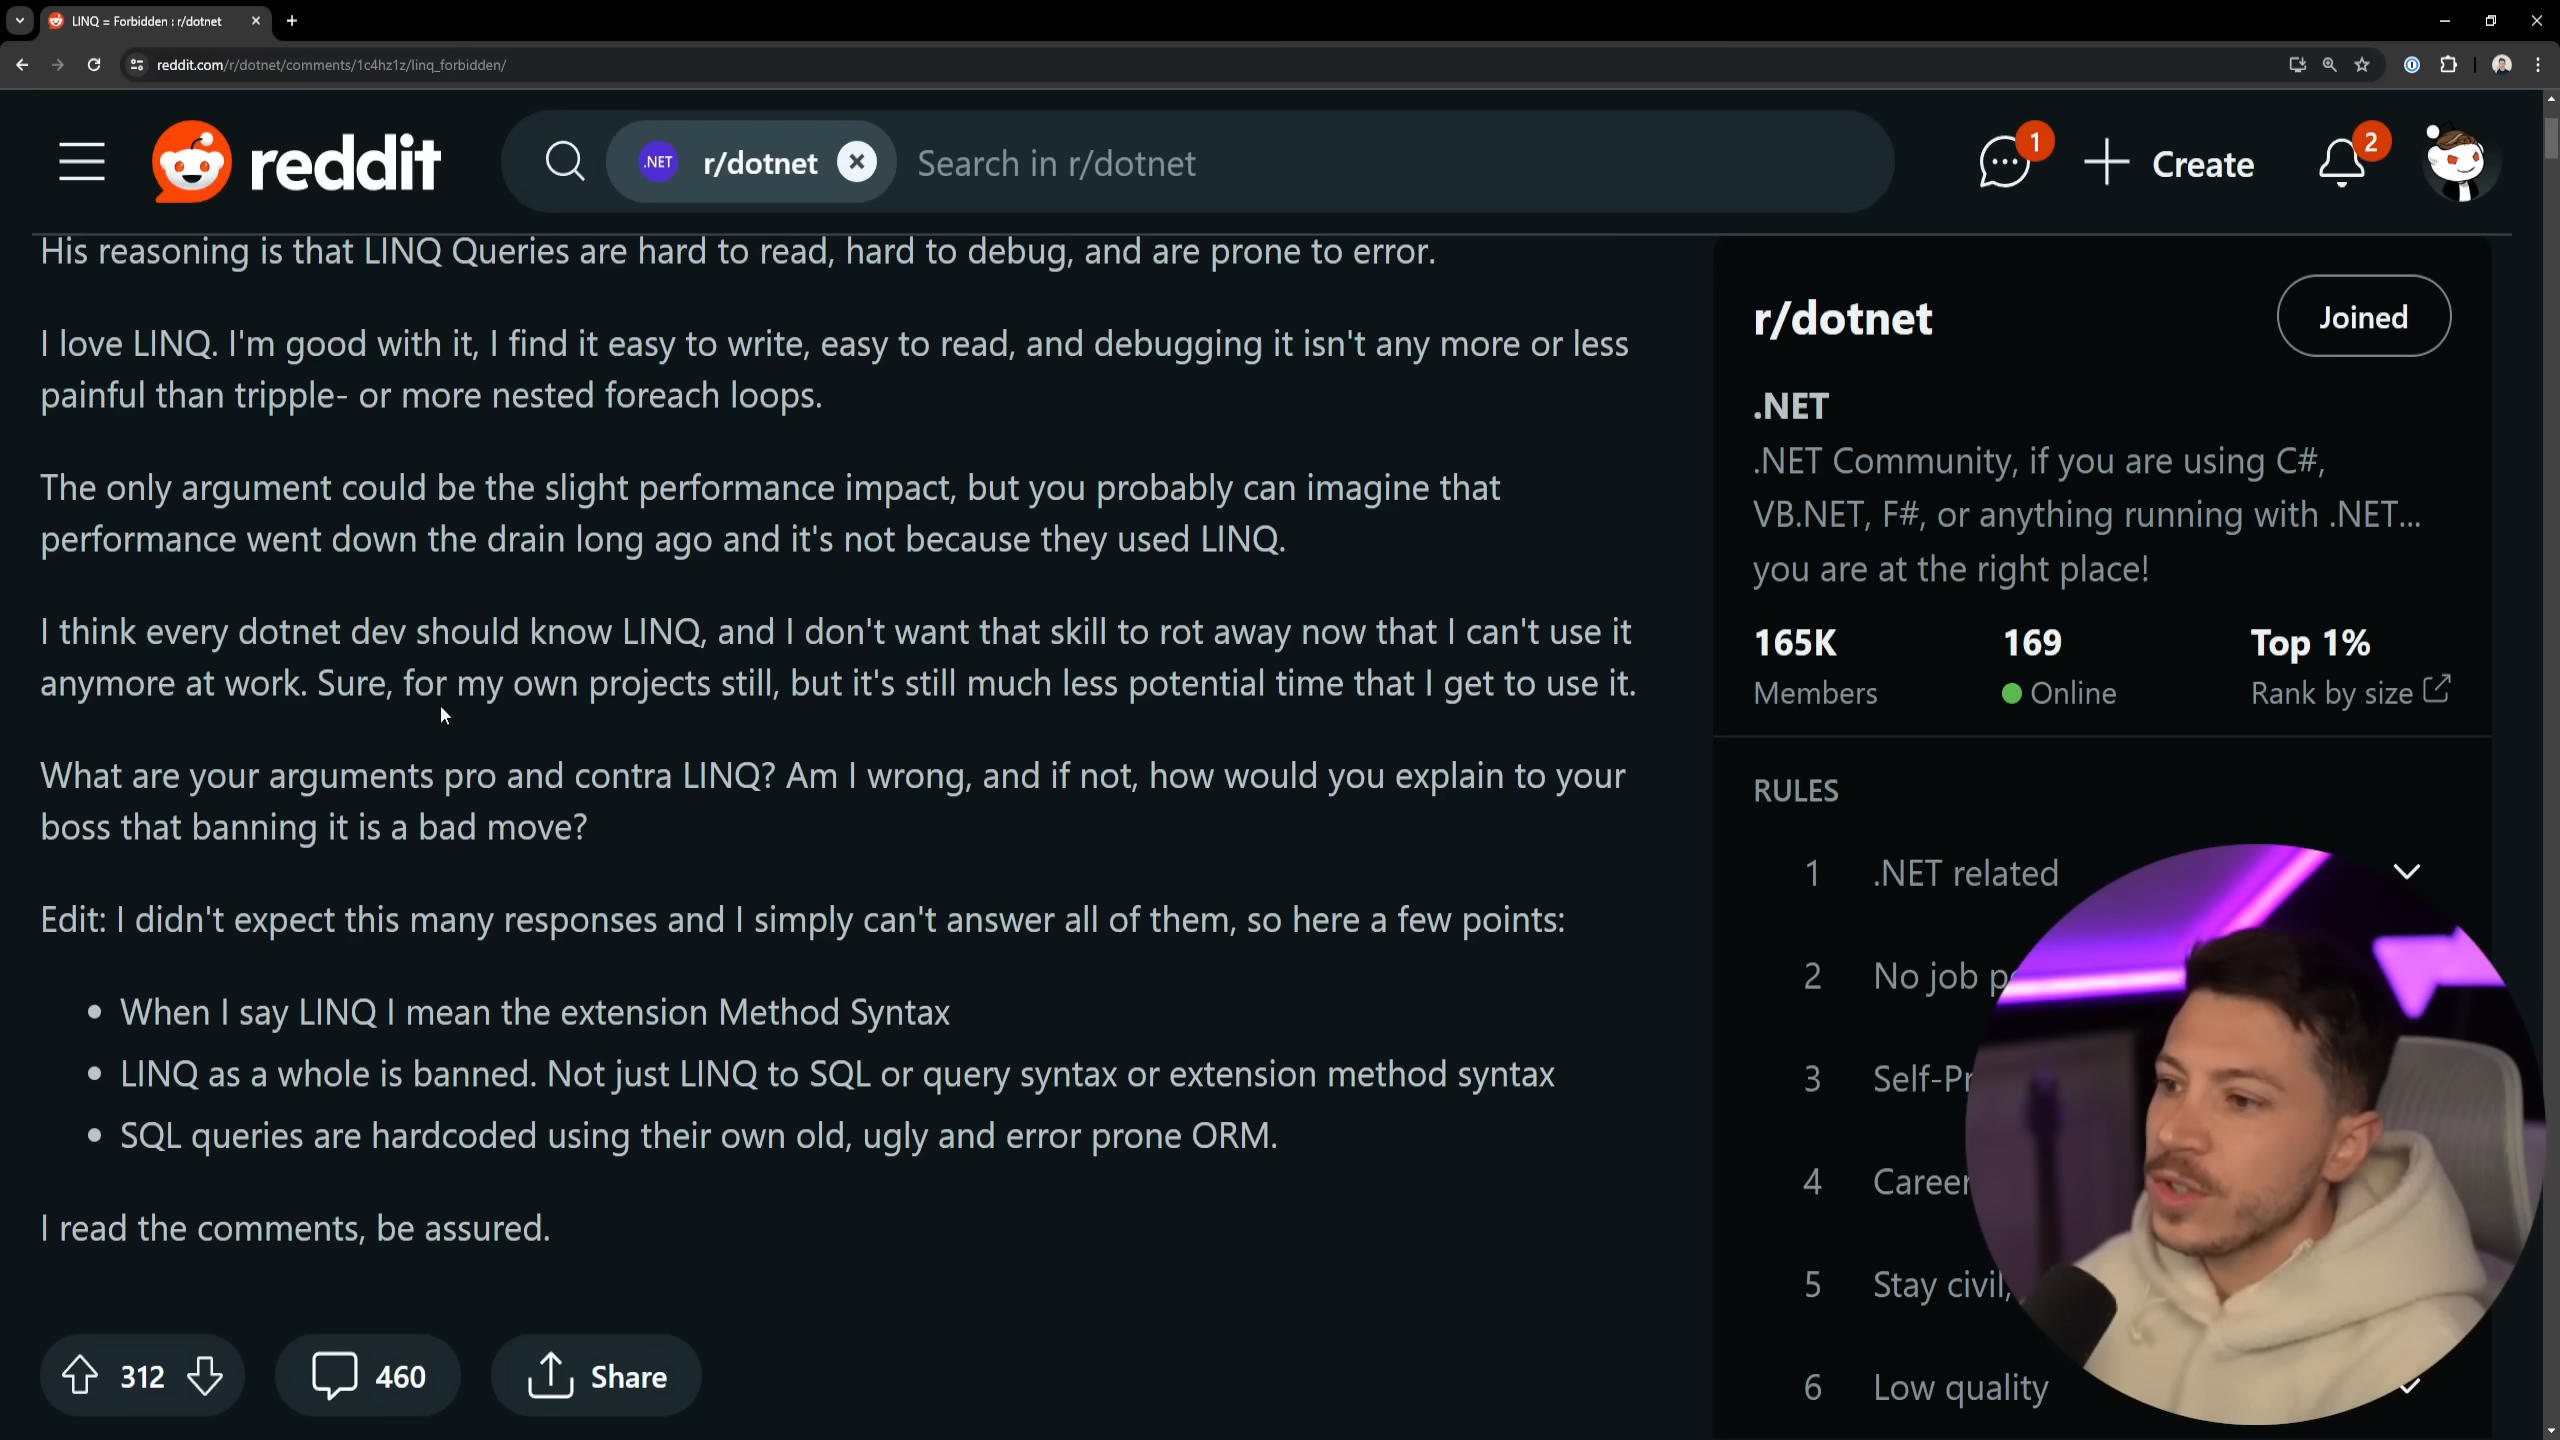 LINQ = Forbidden : r/dotnet
reddit.com/r/dotnet/comments/1c4hz1z/linq_forbidden/
reddit
.NET
r/dotnet
Search in r/dotnet
1
Create
2
His reasoning is that LINQ Queries are hard to read, hard to debug, and are prone to error.
I love LINQ. I'm good with it, I find it easy to write, easy to read, and debugging it isn't any more or less
painful than tripple- or more nested foreach loops.
The only argument could be the slight performance impact, but you probably can imagine that
performance went down the drain long ago and it's not because they used LINQ.
I think every dotnet dev should know LINQ, and I don't want that skill to rot away now that I can't use it
anymore at work. Sure, for my own projects still, but it's still much less potential time that I get to use it.
What are your arguments pro and contra LINQ? Am I wrong, and if not, how would you explain to your
boss that banning it is a bad move?
Edit: I didn't expect this many responses and I simply can't answer all of them, so here a few points:
• When I say LINQ I mean the extension Method Syntax
• LINQ as a whole is banned. Not just LINQ to SQL or query syntax or extension method syntax
• SQL queries are hardcoded using their own old, ugly and error prone ORM.
I read the comments, be assured.
312
460
Share
r/dotnet
Joined
.NET
.NET Community, if you are using C#,
VB.NET, F#, or anything running with .NET...
you are at the right place!
165K 169 Top 1%
Members Online Rank by size
RULES
1 .NET related
2 No job p
3 Self-Pr
4 Career
5 Stay civil,
6 Low quality